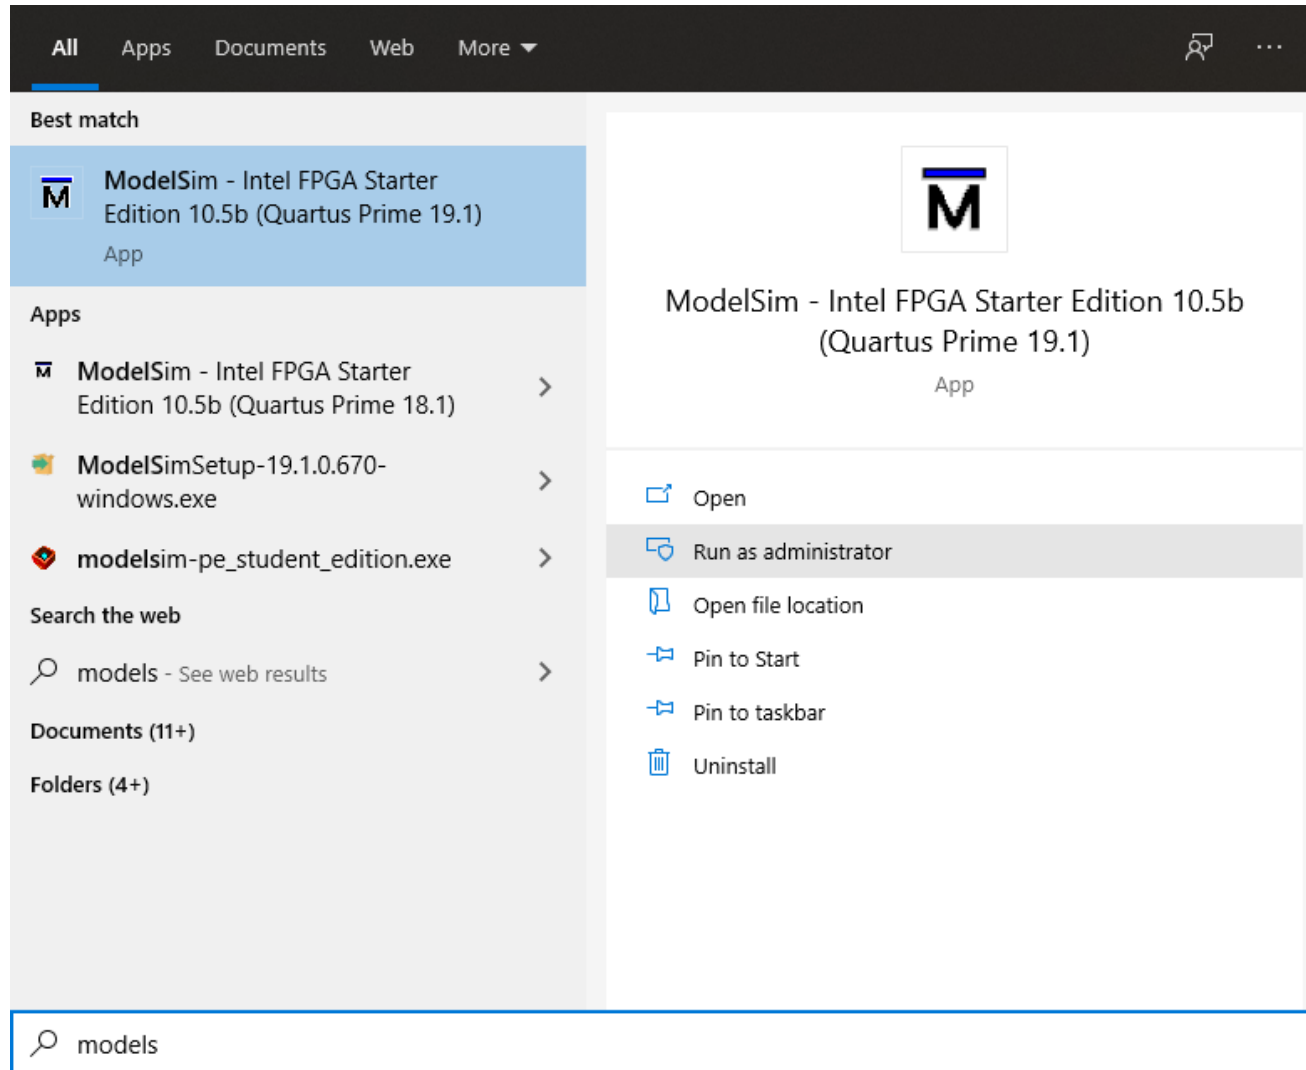 All Apps Documents Web More
Best match
ModelSim - Intel FPGA Starter
Edition 10.5b (Quartus Prime 19.1)
App
Apps
ModelSim - Intel FPGA Starter
Edition 10.5b (Quartus Prime 18.1)
ModelSimSetup-19.1.0.670-
windows.exe
modelsim-pe_student_edition.exe
Search the web
models - See web results
Documents (11+)
Folders (4+)
M
ModelSim - Intel FPGA Starter Edition 10.5b
(Quartus Prime 19.1)
App
Open
Run as administrator
Open file location
Pin to Start
Pin to taskbar
Uninstall
models